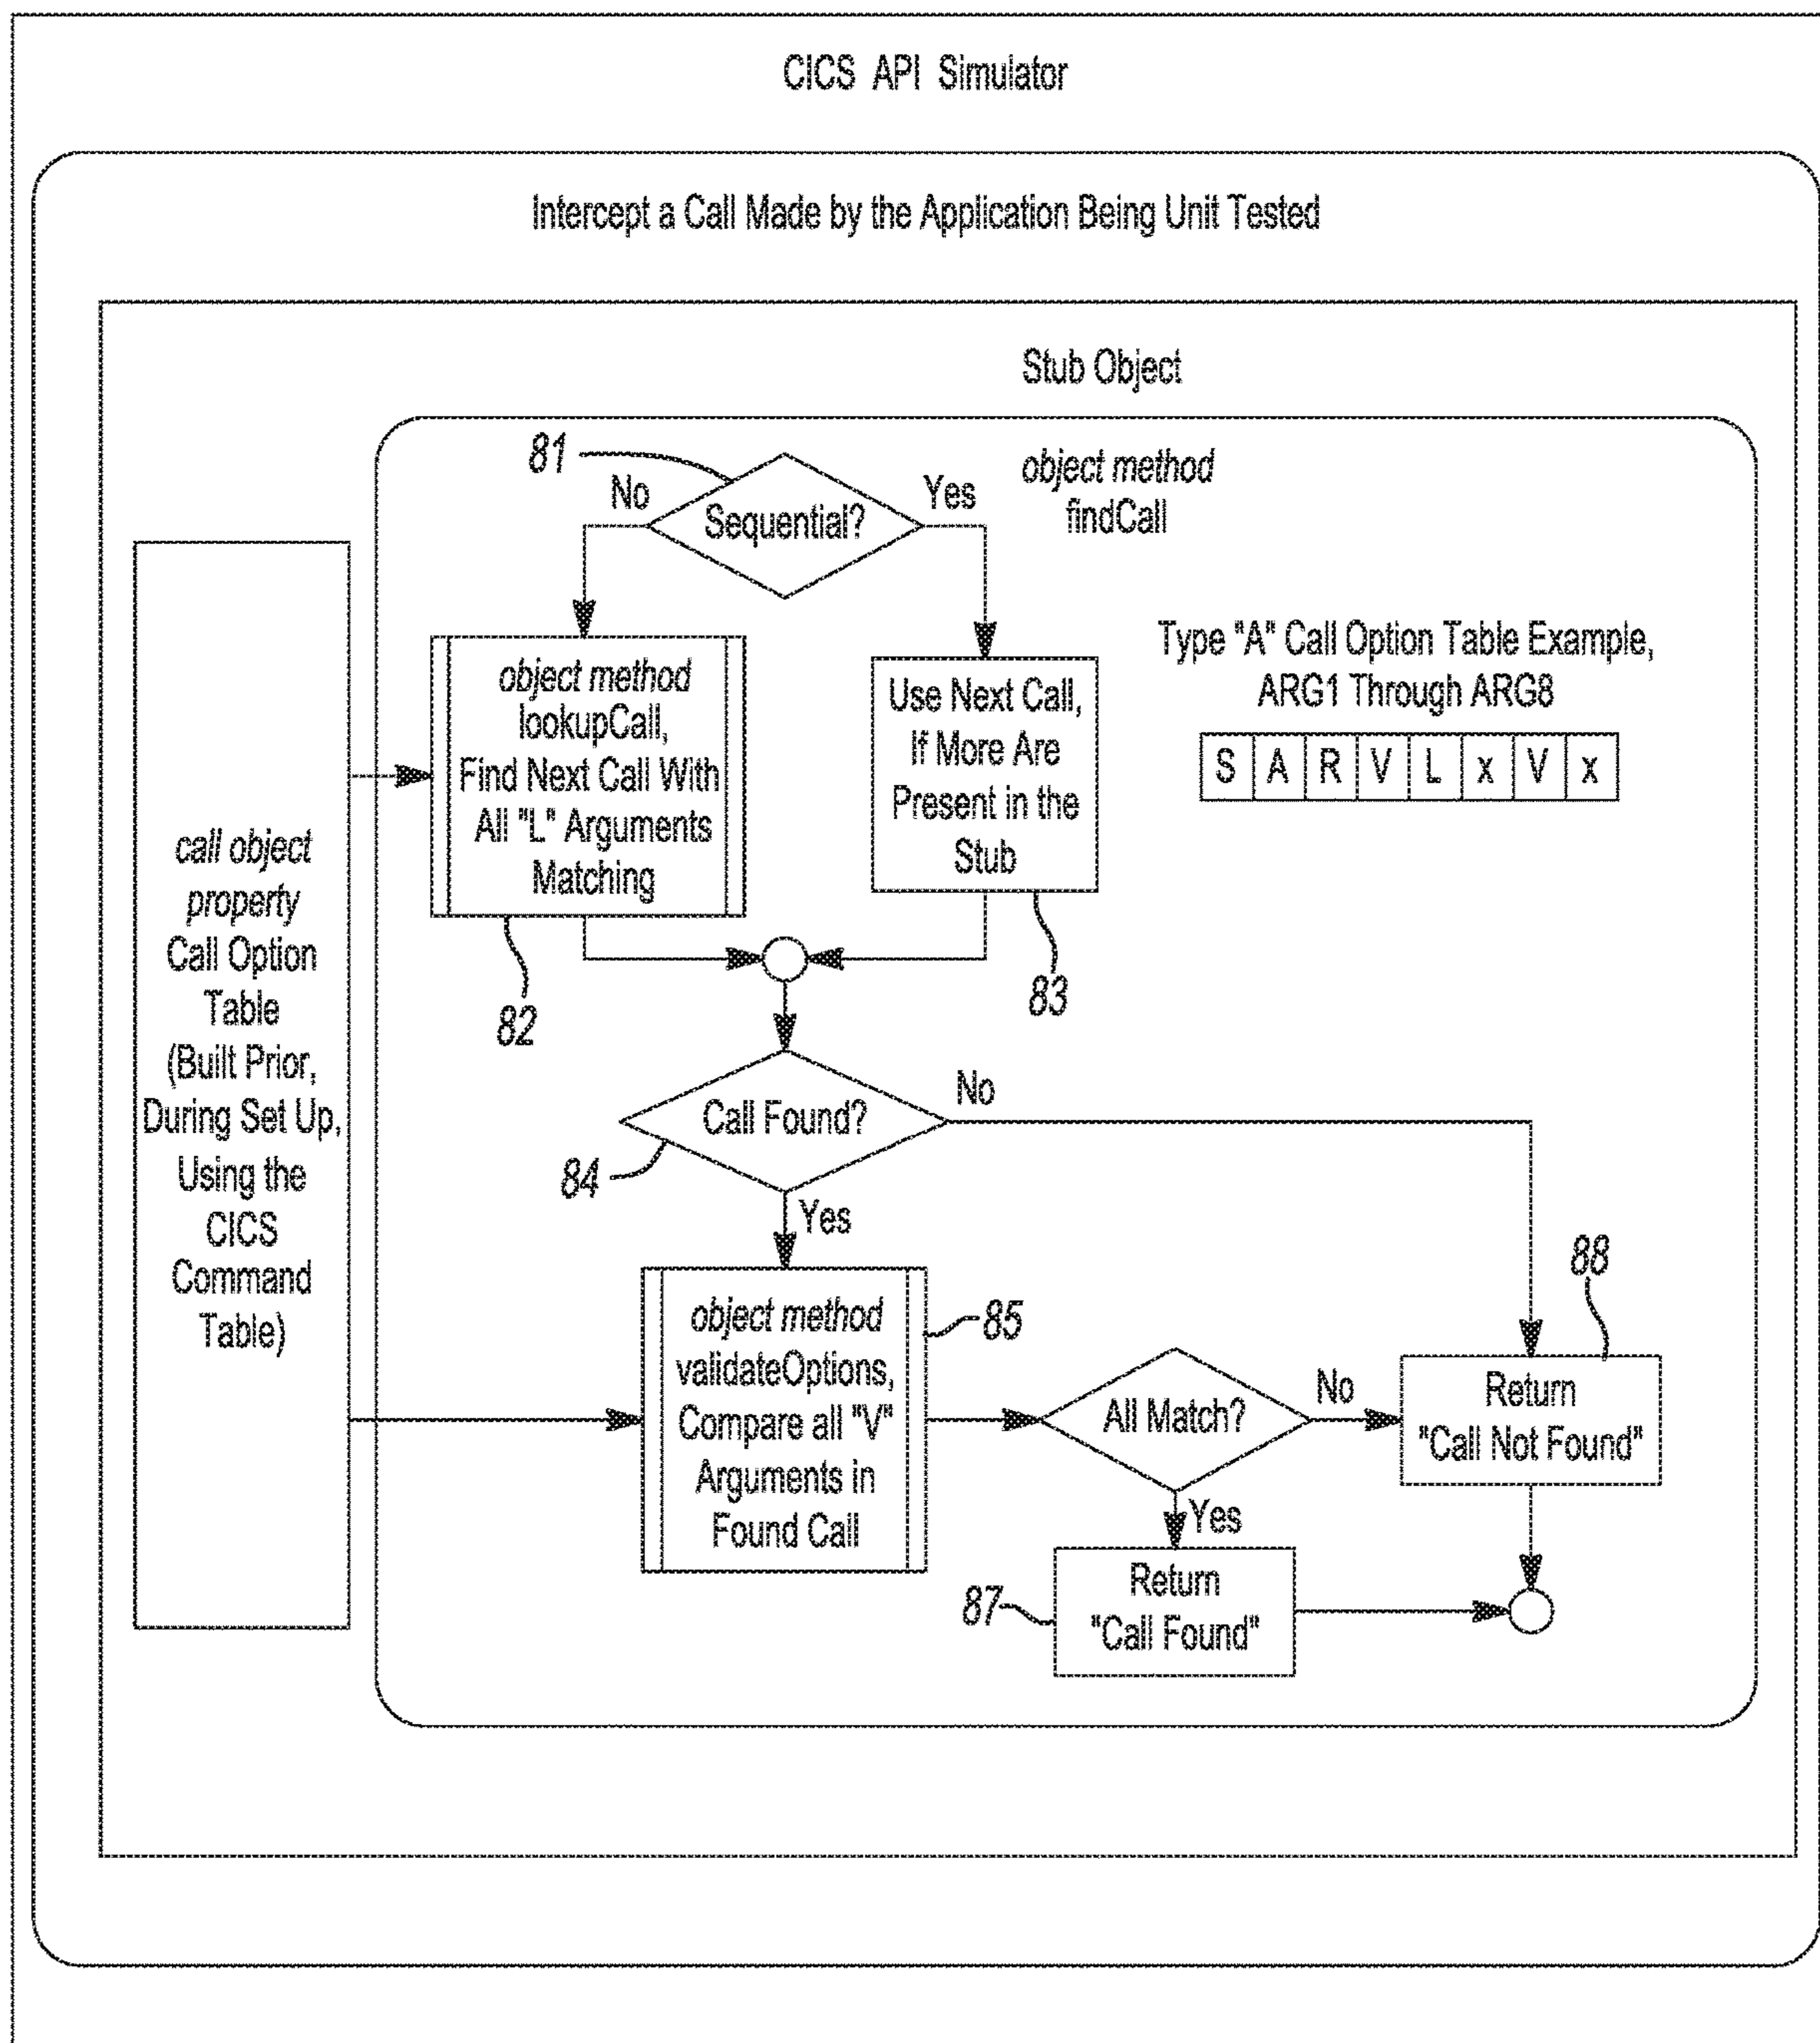 CICS API Simulator
Intercept a Call Made by the Application Being Unit Tested
Stub Object
object method
findCall
81
No
Yes
Sequential?
object method
lookupCall,
Find Next Call With
All "L" Arguments
Matching
82
Use Next Call,
If More Are
Present in the
Stub
83
Type "A" Call Option Table Example,
ARG1 Through ARG8
S A R V L x V x
call object
property
Call Option
Table
(Built Prior,
During Set Up,
Using the
CICS
Command
Table)
Call Found?
No
84
Yes
object method
validateOptions,
Compare all "V"
Arguments in
Found Call
85
All Match?
No
Yes
88
Return
"Call Not Found"
87
Return
"Call Found"